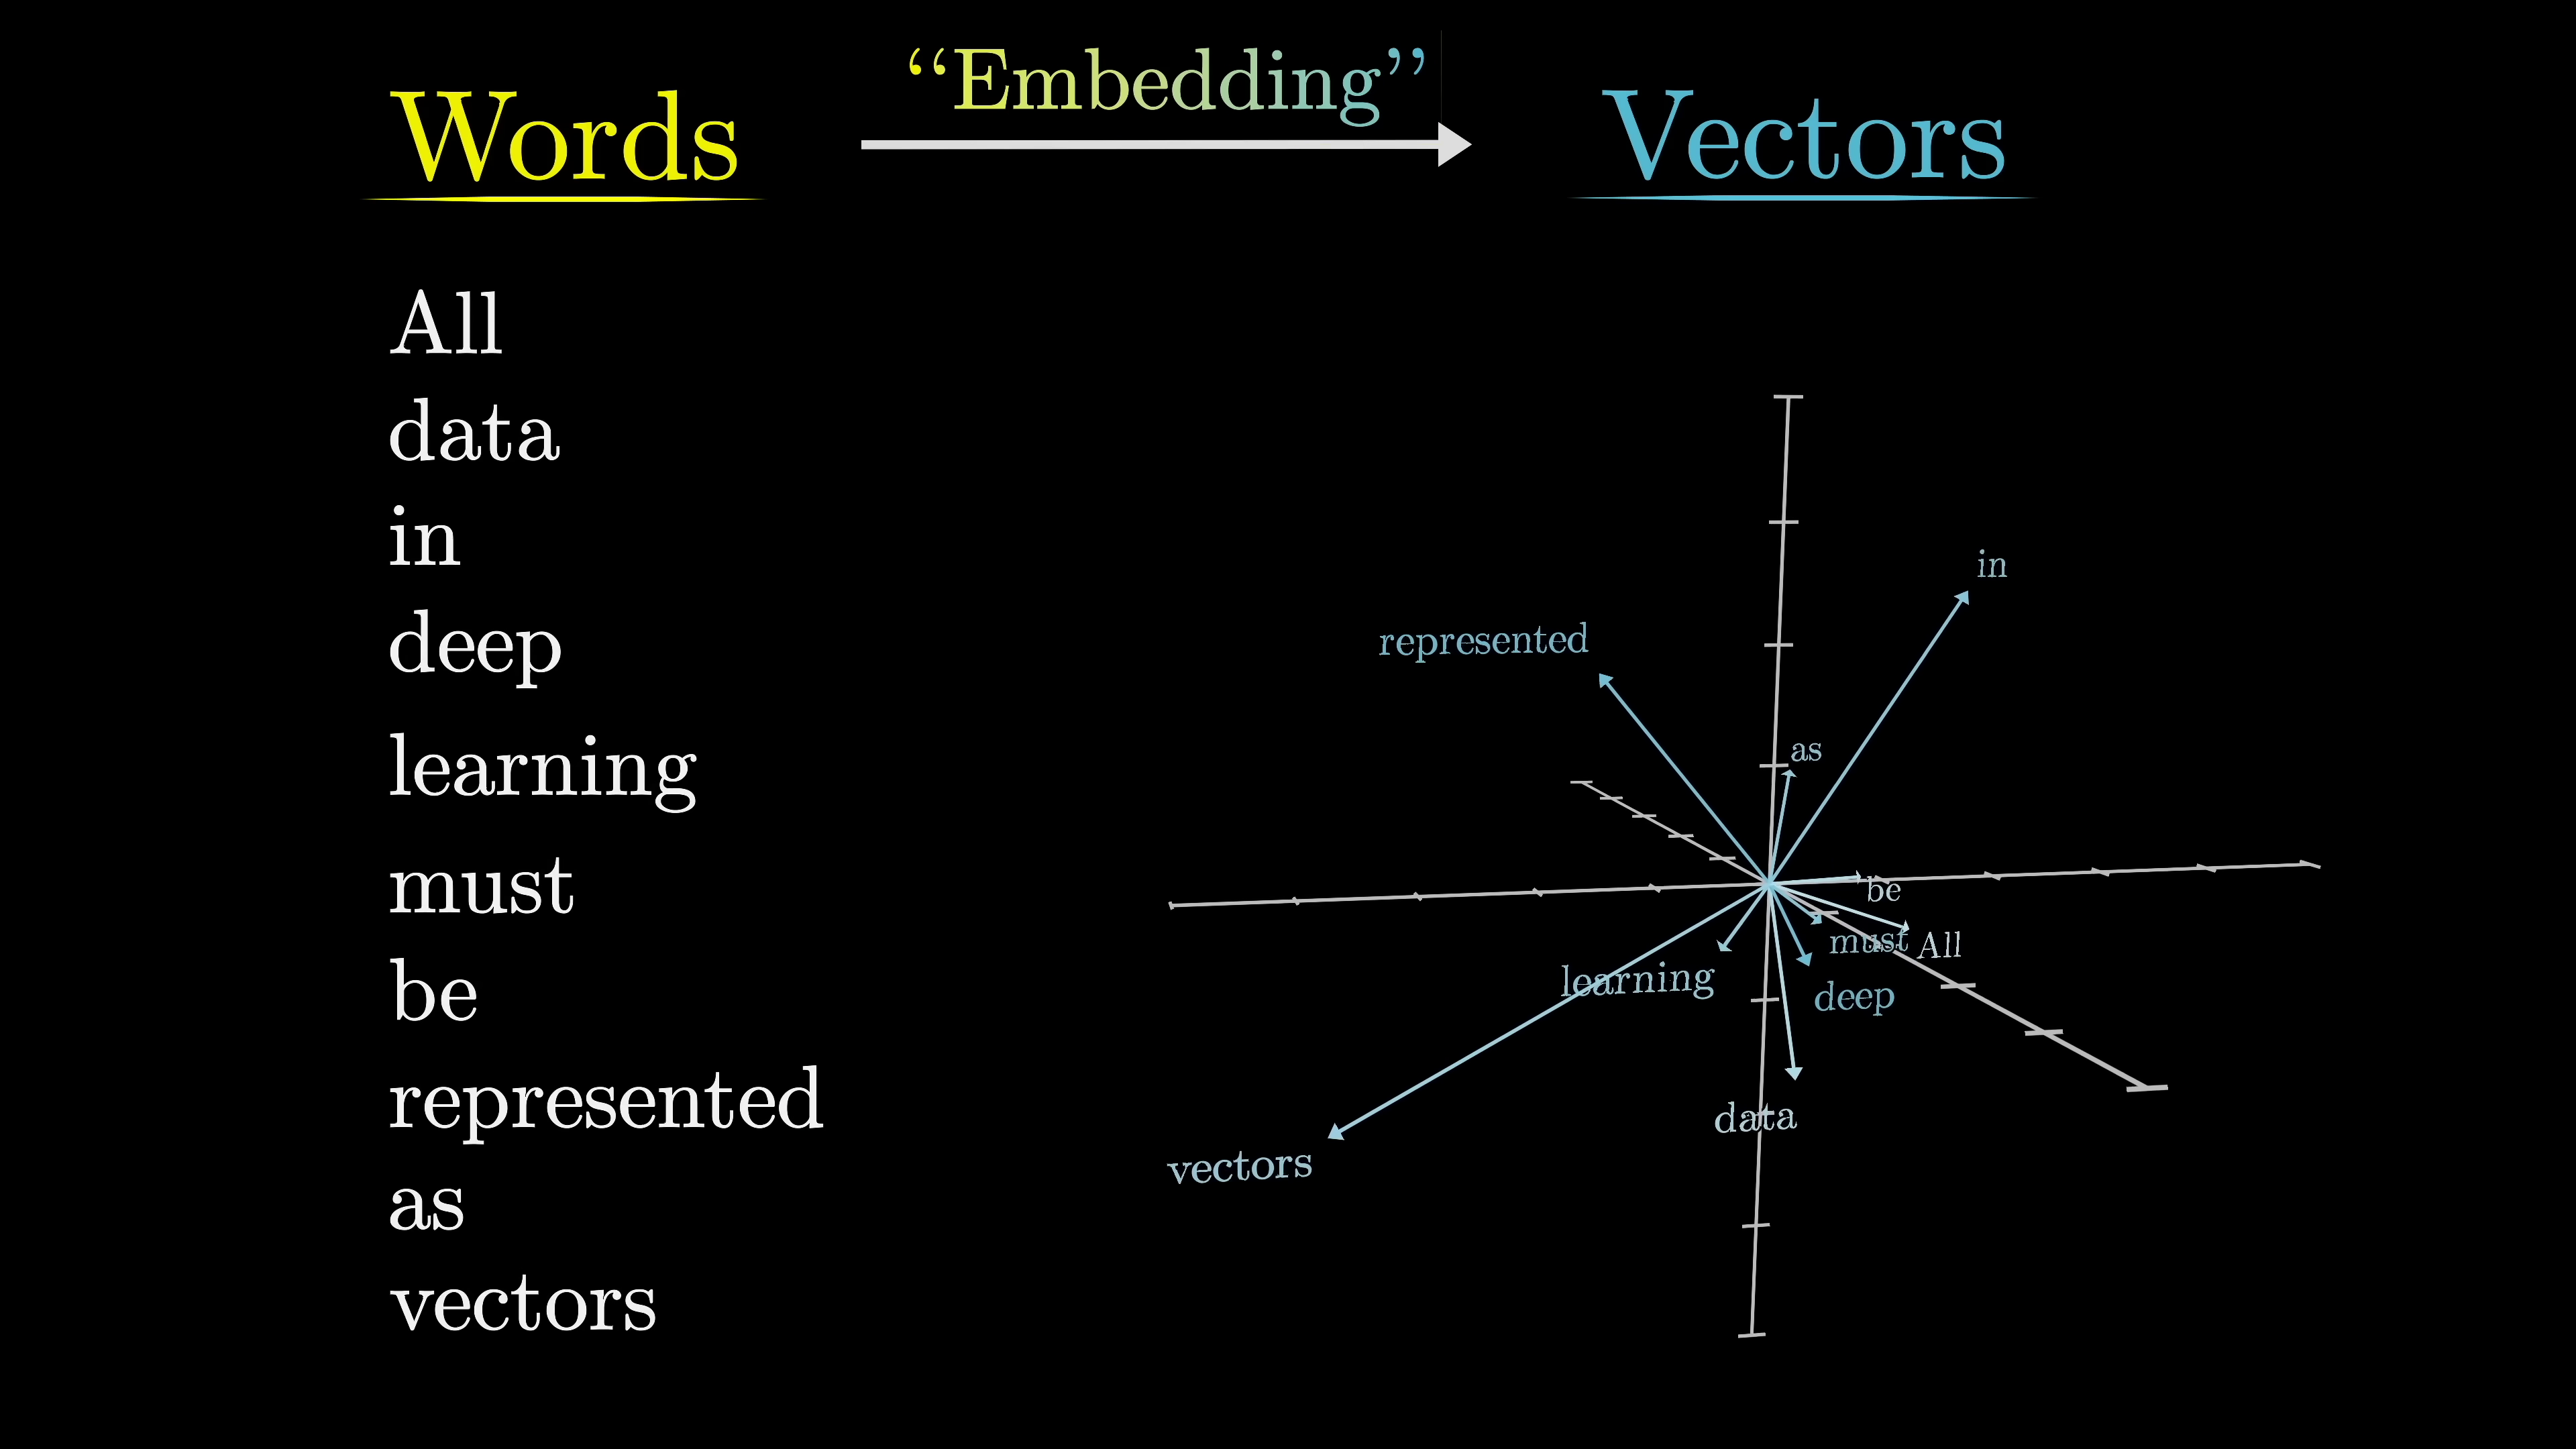 Words
“Embedding”
Vectors
All
data
in
deep
learning
must
be
represented
as
vectors
in
represented
as
be
must
All
learning
deep
data
vectors